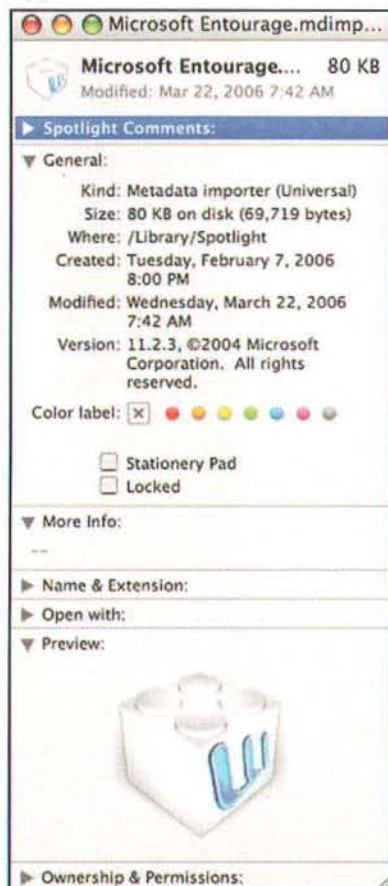 Microsoft Entourage.mdimp...
Microsoft Entourage.... 80 KB
Modified: Mar 22, 2006 7:42 AM
Spotlight Comments:
General:
Kind: Metadata importer (Universal)
Size: 80 KB on disk (69,719 bytes)
Where: /Library/Spotlight
Created: Tuesday, February 7, 2006
8:00 PM
Modified: Wednesday, March 22, 2006
7:42 AM
Version: 11.2.3, ©2004 Microsoft
Corporation. All rights
reserved.
Color label:
Stationery Pad
Locked
More Info:
--
Name & Extension:
Open with:
Preview:
Ownership & Permissions: